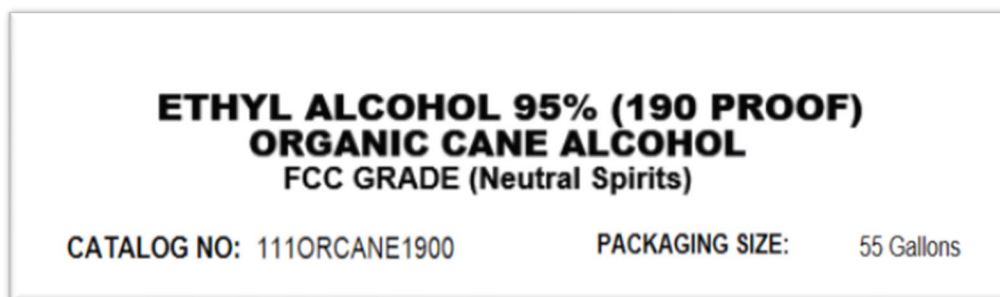 ETHYL ALCOHOL 95% (190 PROOF)
ORGANIC CANE ALCOHOL
FCC GRADE (Neutral Spirits)
CATALOG NO: 111ORCANE1900 PACKAGING SIZE: 55 Gallons